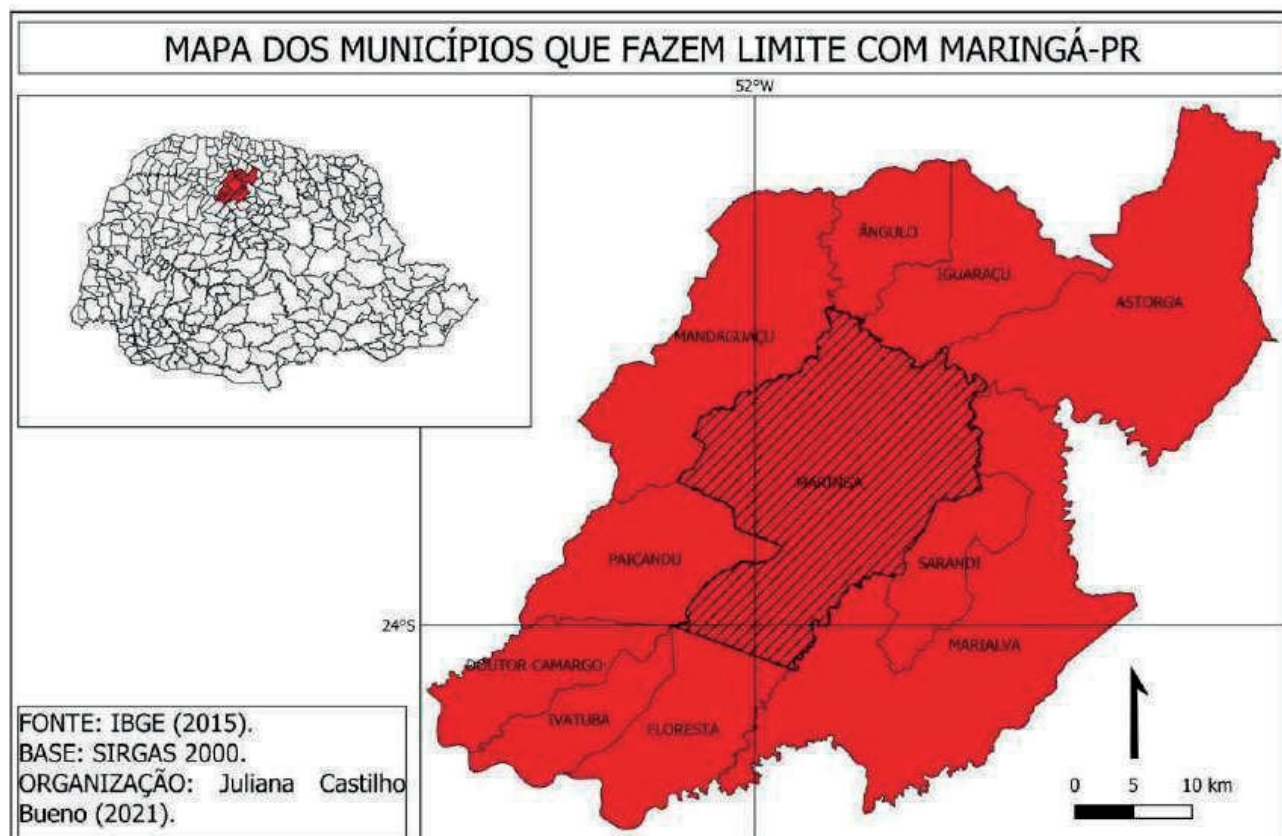 MAPA DOS MUNICÍPIOS QUE FAZEM LIMITE COM MARINGÁ-PR
52°W
ÂNGULO
IGUARAÇU
ASTORGA
MANDAGUAÇU
MARINGÁ
PAIÇANDU
SARANDI
24°S
MARIALVA
DOUTOR CAMARGO
IVATUBA
FLORESTA
FONTE: IBGE (2015).
BASE: SIRGAS 2000.
ORGANIZAÇÃO: Juliana Castilho
Bueno (2021).
0 5 10 km